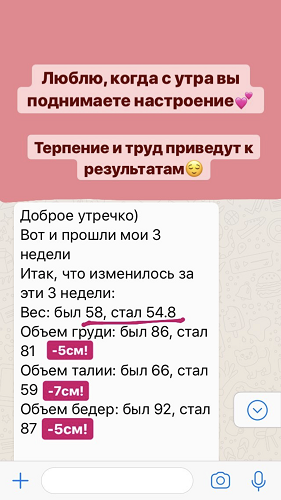 Люблю, когда с утра вы
поднимаете настроение💕
Терпение и труд приведут к
результатам😌
Доброе утречко)
Вот и прошли мои 3
недели
Итак, что изменилось за
эти 3 недели:
Вес: был 58, стал 54.8
Объем груди: был 86, стал
81 -5см!
Объем талии: был 66, стал
59 -7см!
Объем бедер: был 92, стал
87 -5см!